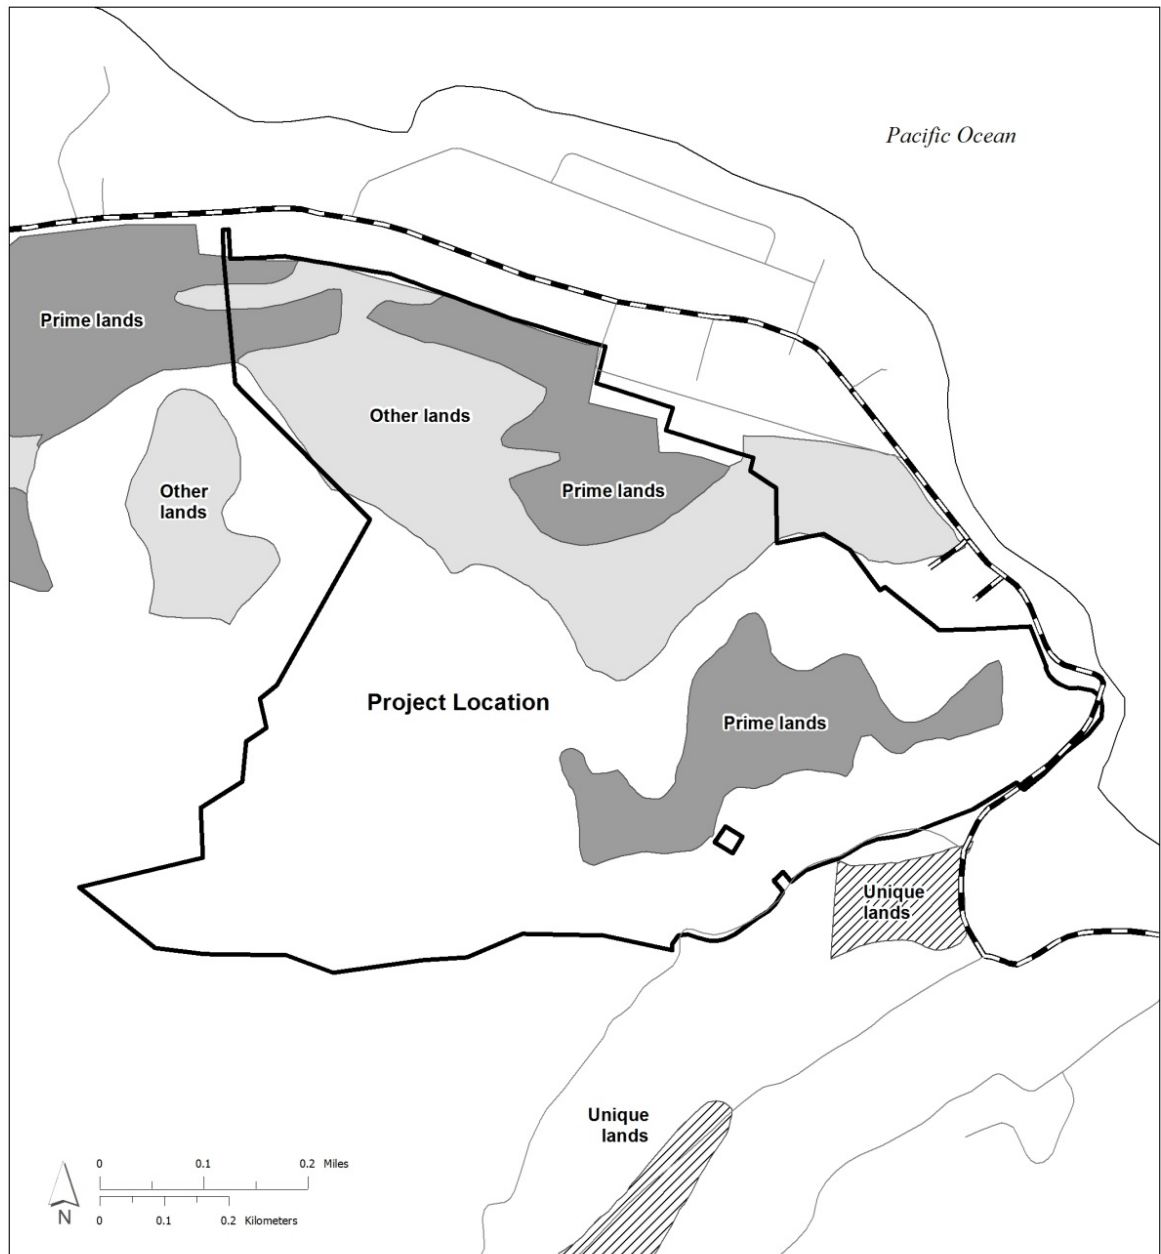 Pacific Ocean
Prime lands
Other lands
Other
lands
Prime lands
Project Location
Prime lands
Unique
lands
Unique
lands
0 0.1 0.2 Miles
0 0.1 0.2 Kilometers
N